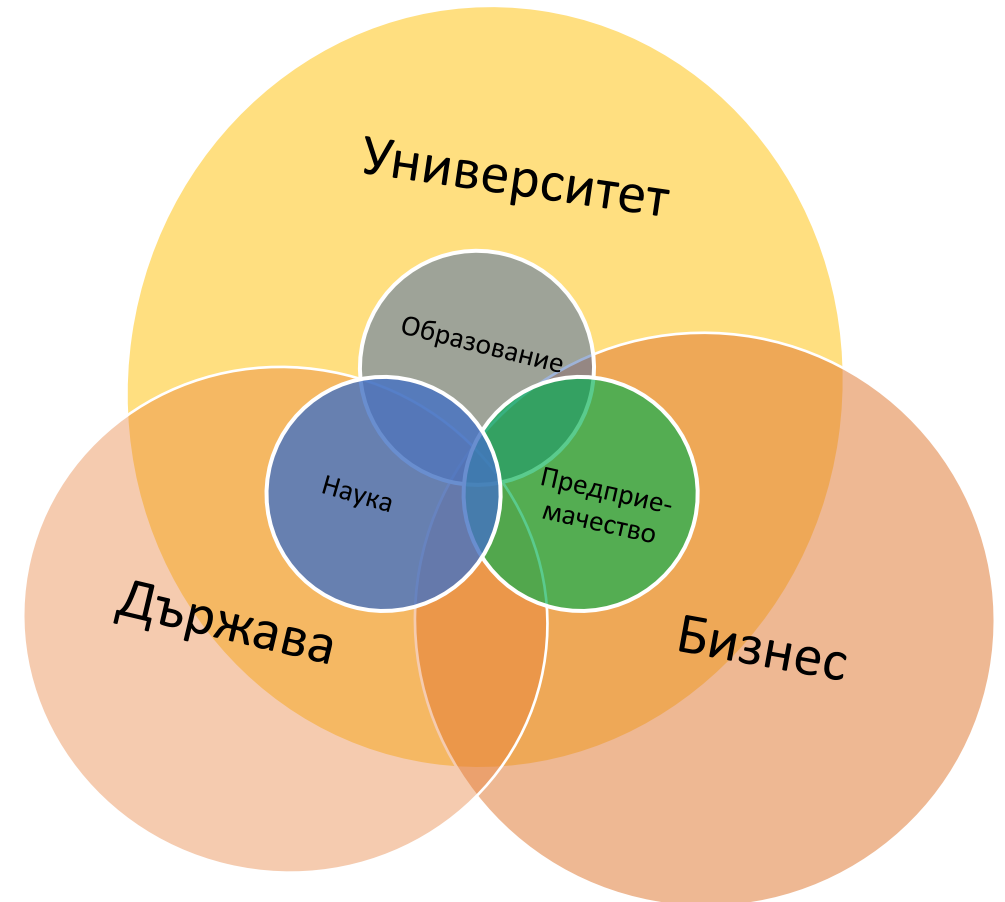 Университет
Образование
Наука
Предприе-
мачество
Държава
Бизнес